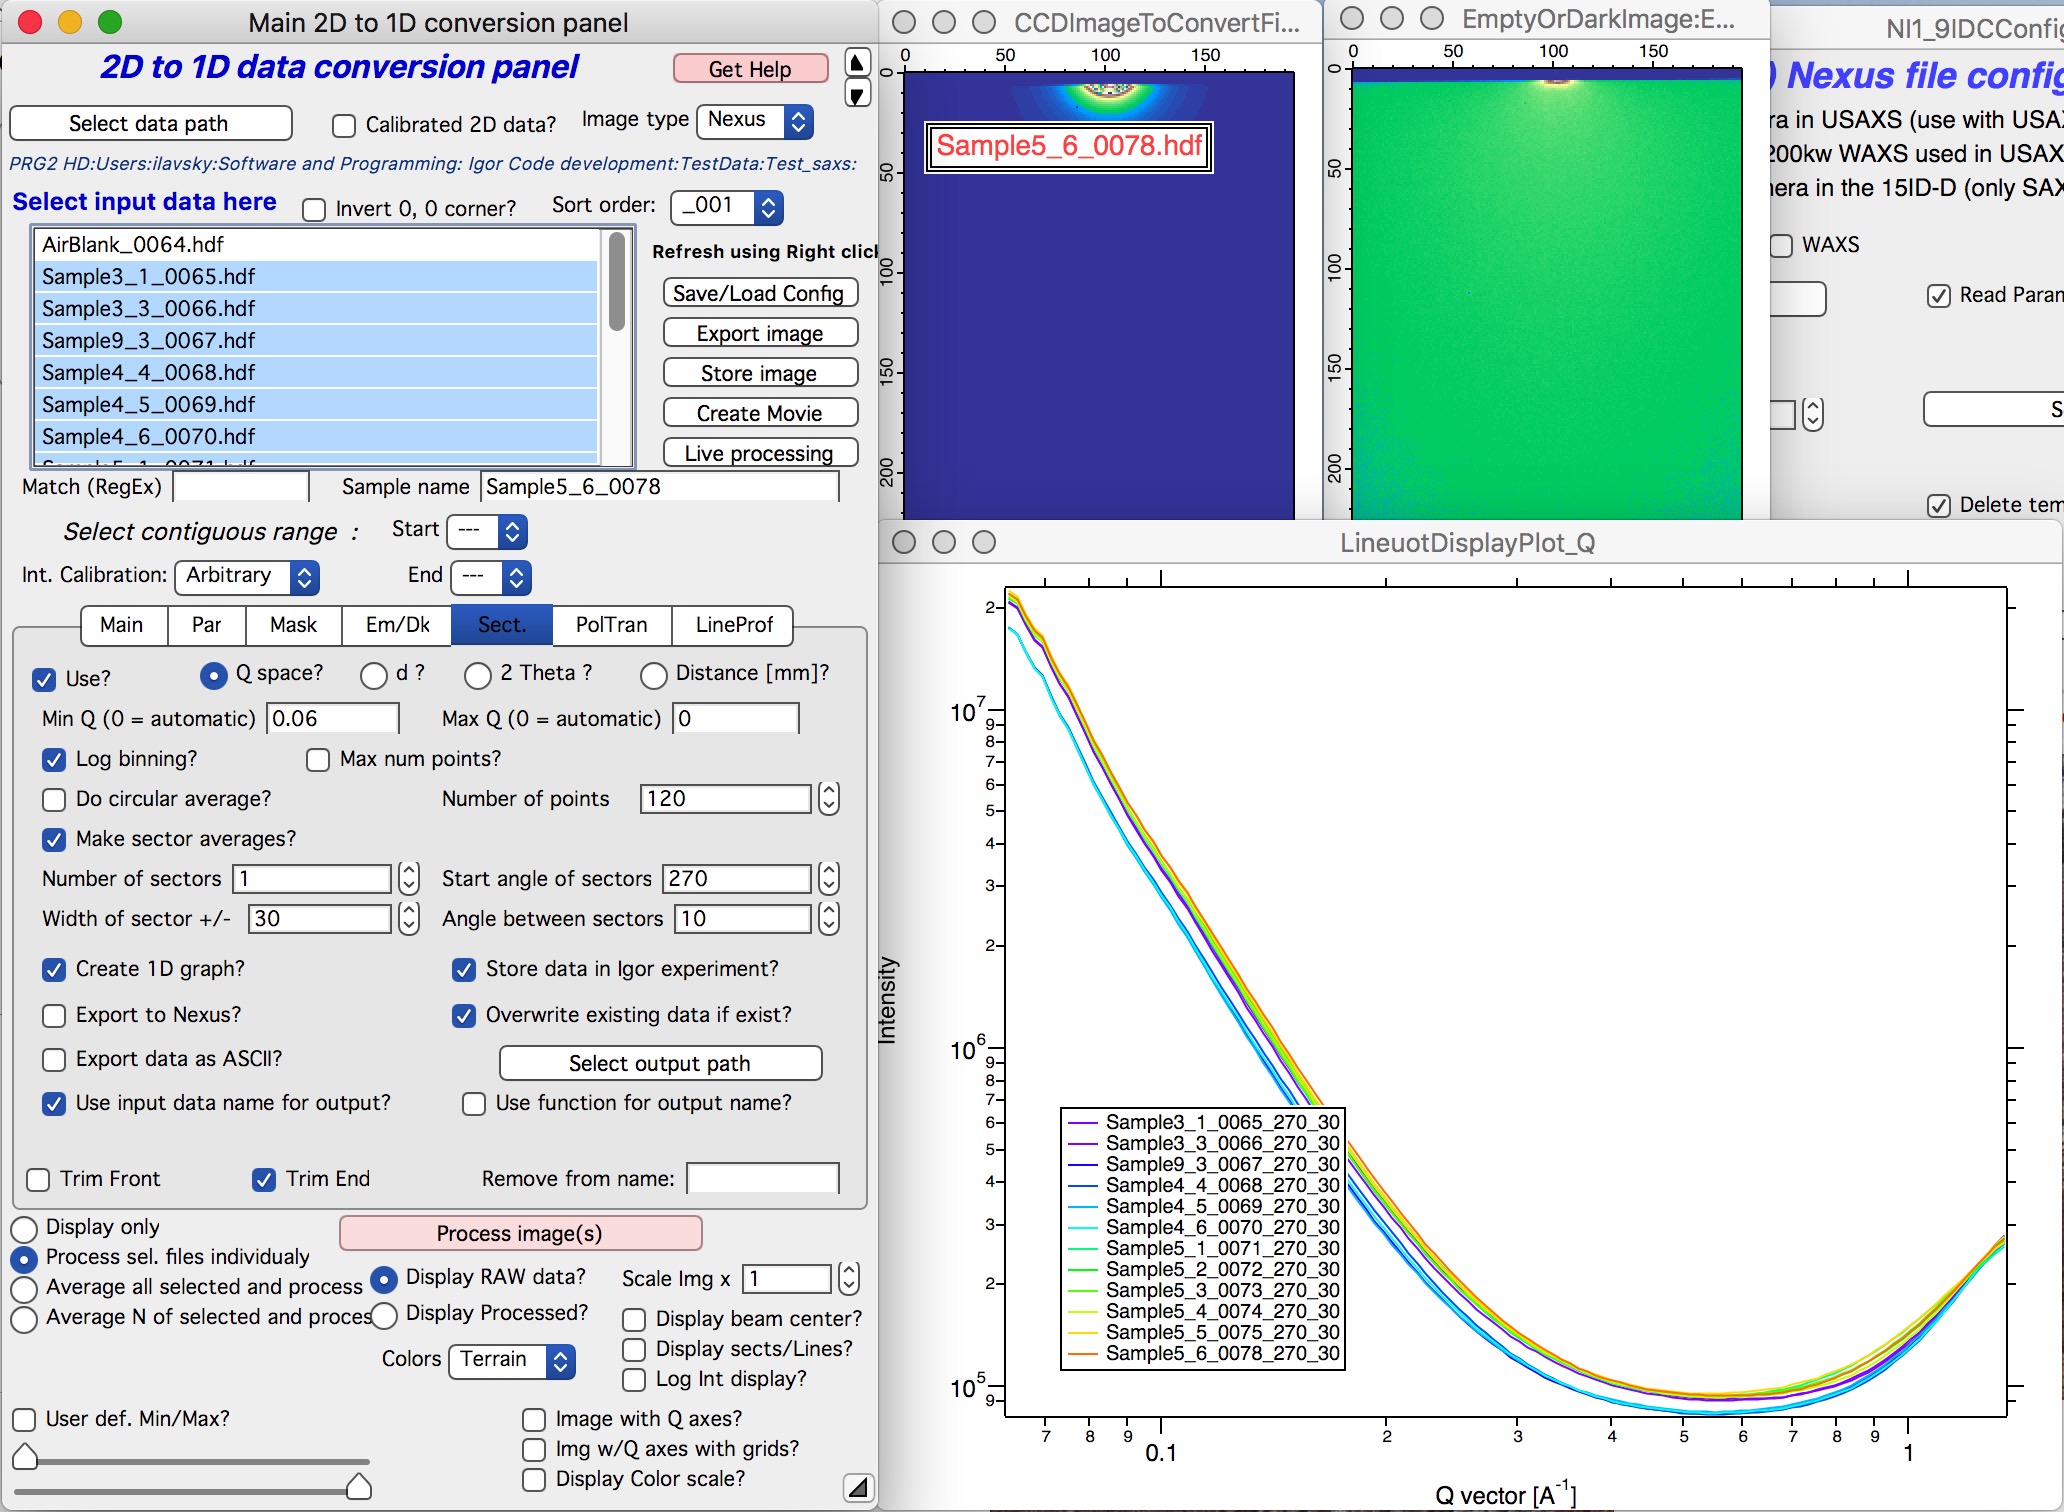 Main 2D to 1D conversion panel
2D to 1D data conversion panel
Get Help
Select data path
Calibrated 2D data?
Image type
Nexus
PRG2 HD:Users:ilavsky:Software and Programming: Igor Code development:TestData:Test_saxs:
Select input data here
Invert 0, 0 corner?
Sort order:
_001
AirBlank_0064.hdf
Sample3_1_0065.hdf
Sample3_3_0066.hdf
Sample9_3_0067.hdf
Sample4_4_0068.hdf
Sample4_5_0069.hdf
Sample4_6_0070.hdf
Sample5_1_0071.hdf
Refresh using Right clicl
Save/Load Config
Export image
Store image
Create Movie
Live processing
Match (RegEx)
Sample name
Sample5_6_0078
Select contiguous range :
Start
---
Int. Calibration:
Arbitrary
End
---
Main
Par
Mask
Em/Dk
Sect.
PolTran
LineProf
Use?
Q space?
d ?
2 Theta ?
Distance [mm]?
Min Q (0 = automatic)
0.06
Max Q (0 = automatic)
0
Log binning?
Max num points?
Do circular average?
Number of points
120
Make sector averages?
Number of sectors
1
Start angle of sectors
270
Width of sector +/-
30
Angle between sectors
10
Create 1D graph?
Store data in Igor experiment?
Export to Nexus?
Overwrite existing data if exist?
Export data as ASCII?
Select output path
Use input data name for output?
Use function for output name?
Trim Front
Trim End
Remove from name:
Display only
Process image(s)
Process sel. files individualy
Average all selected and process
Average N of selected and proces
Display RAW data?
Scale Img x
1
Display Processed?
Display beam center?
Display sects/Lines?
Colors
Terrain
Log Int display?
User def. Min/Max?
Image with Q axes?
Img w/Q axes with grids?
Display Color scale?
CCDImageToConvertFi...
0 50 100 150
0
50
100
150
200
Sample5_6_0078.hdf
EmptyOrDarkImage:E...
0 50 100 150
0
50
100
150
200
NI1_9IDCConfig
) Nexus file config
ra in USAXS (use with USA
200kw WAXS used in USAX
nera in the 15ID-D (only SAX
WAXS
Read Paran
S
Delete tem
LineuotDisplayPlot_Q
Intensity
2
10^7
9
8
7
6
5
4
3
2
10^6
9
8
7
6
5
4
3
2
10^5
9
Sample3_1_0065_270_30
Sample3_3_0066_270_30
Sample9_3_0067_270_30
Sample4_4_0068_270_30
Sample4_5_0069_270_30
Sample4_6_0070_270_30
Sample5_1_0071_270_30
Sample5_2_0072_270_30
Sample5_3_0073_270_30
Sample5_4_0074_270_30
Sample5_5_0075_270_30
Sample5_6_0078_270_30
7 8 9 0.1 2 3 4 5 6 7 8 9 1
Q vector [A^-1]